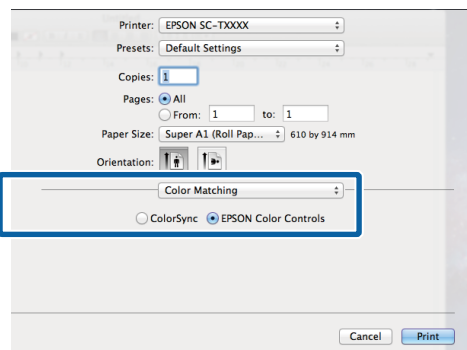 Printer: EPSON SC-TXXXX
Presets: Default Settings
Copies: 1
Pages: All
From: 1 to: 1
Paper Size: Super A1 (Roll Pap... 610 by 914 mm
Orientation:
Color Matching
ColorSync EPSON Color Controls
Cancel Print